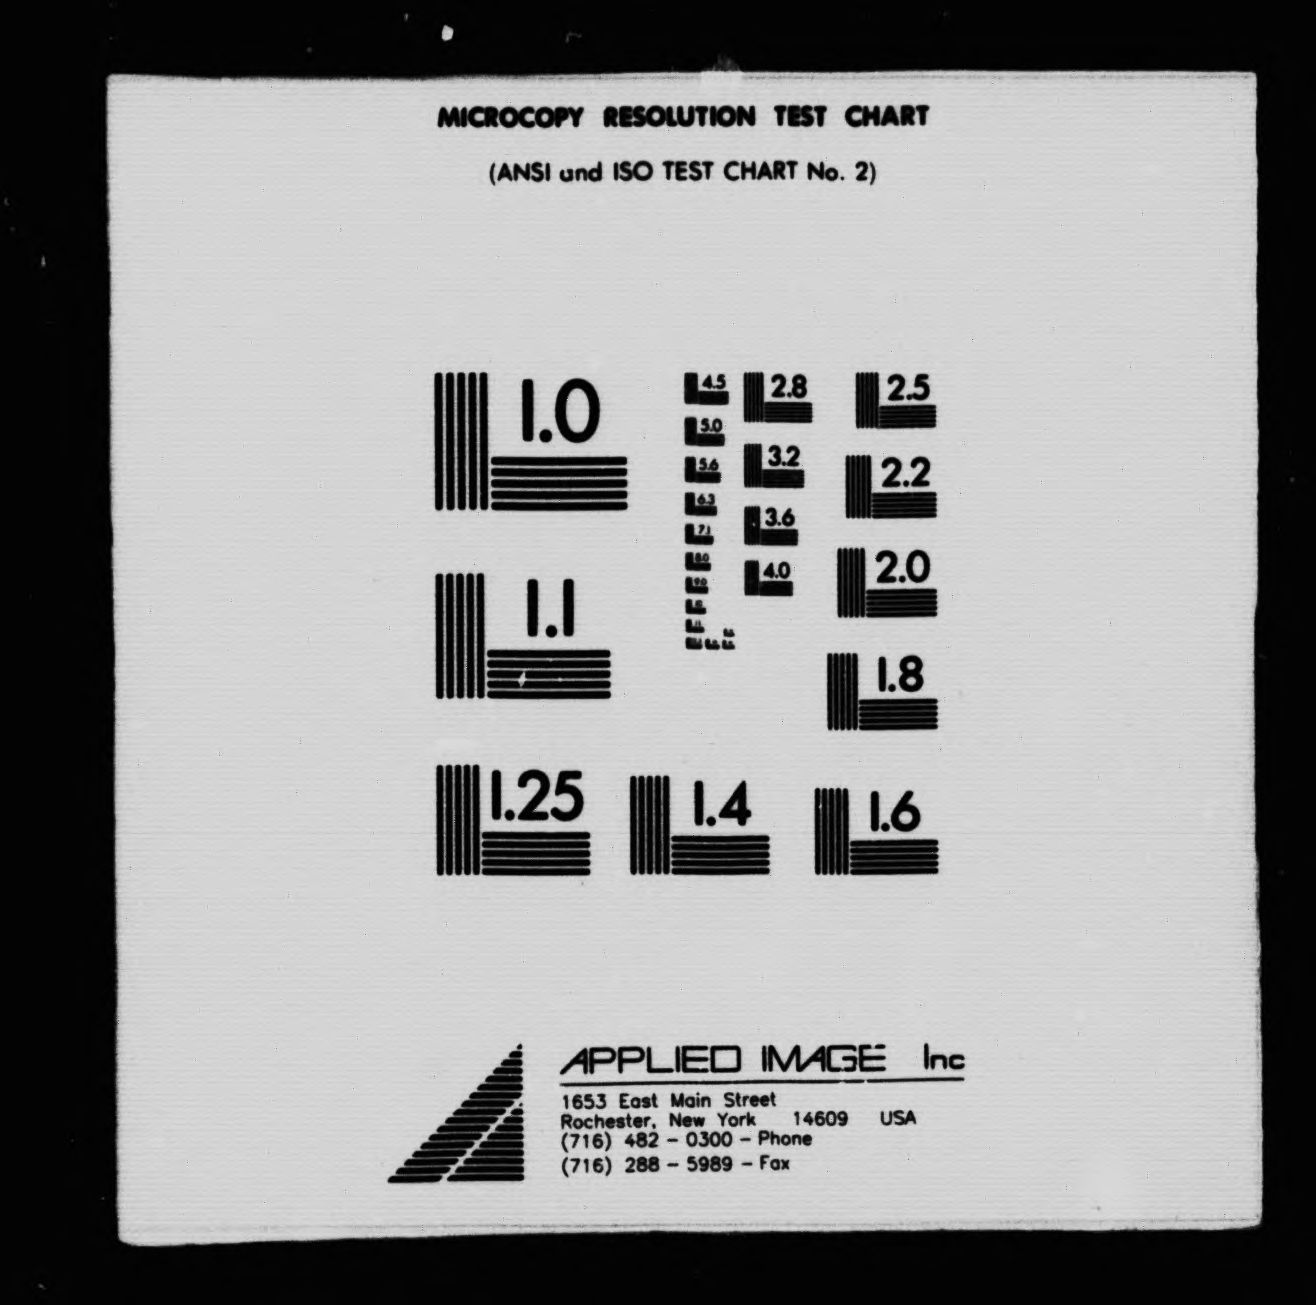 MICROCOPY RESOLUTION TEST CHART
(ANSI and ISO TEST CHART No. 2)
1.0
1.1
1.25
1.4
1.6
1.8
2.0
2.2
2.5
2.8
3.2
3.6
4.0
4.5
5.0
5.6
6.3
7.1
8.0
9.0
APPLIED IMAGE Inc
1653 East Main Street
Rochester, New York 14609 USA
(716) 482 - 0300 - Phone
(716) 288 - 5989 - Fax